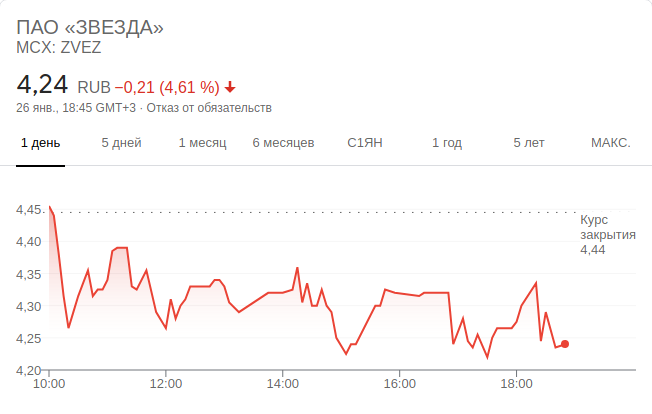 ПАО «ЗВЕЗДА»
MCX: ZVEZ
4,24 RUB −0,21 (4,61 %)
26 янв., 18:45 GMT+3 · Отказ от обязательств
1 день 5 дней 1 месяц 6 месяцев С1ЯН 1 год 5 лет МАКС.
4,45
4,40
4,35
4,30
4,25
4,20
Курс
закрытия
4,44
10:00 12:00 14:00 16:00 18:00